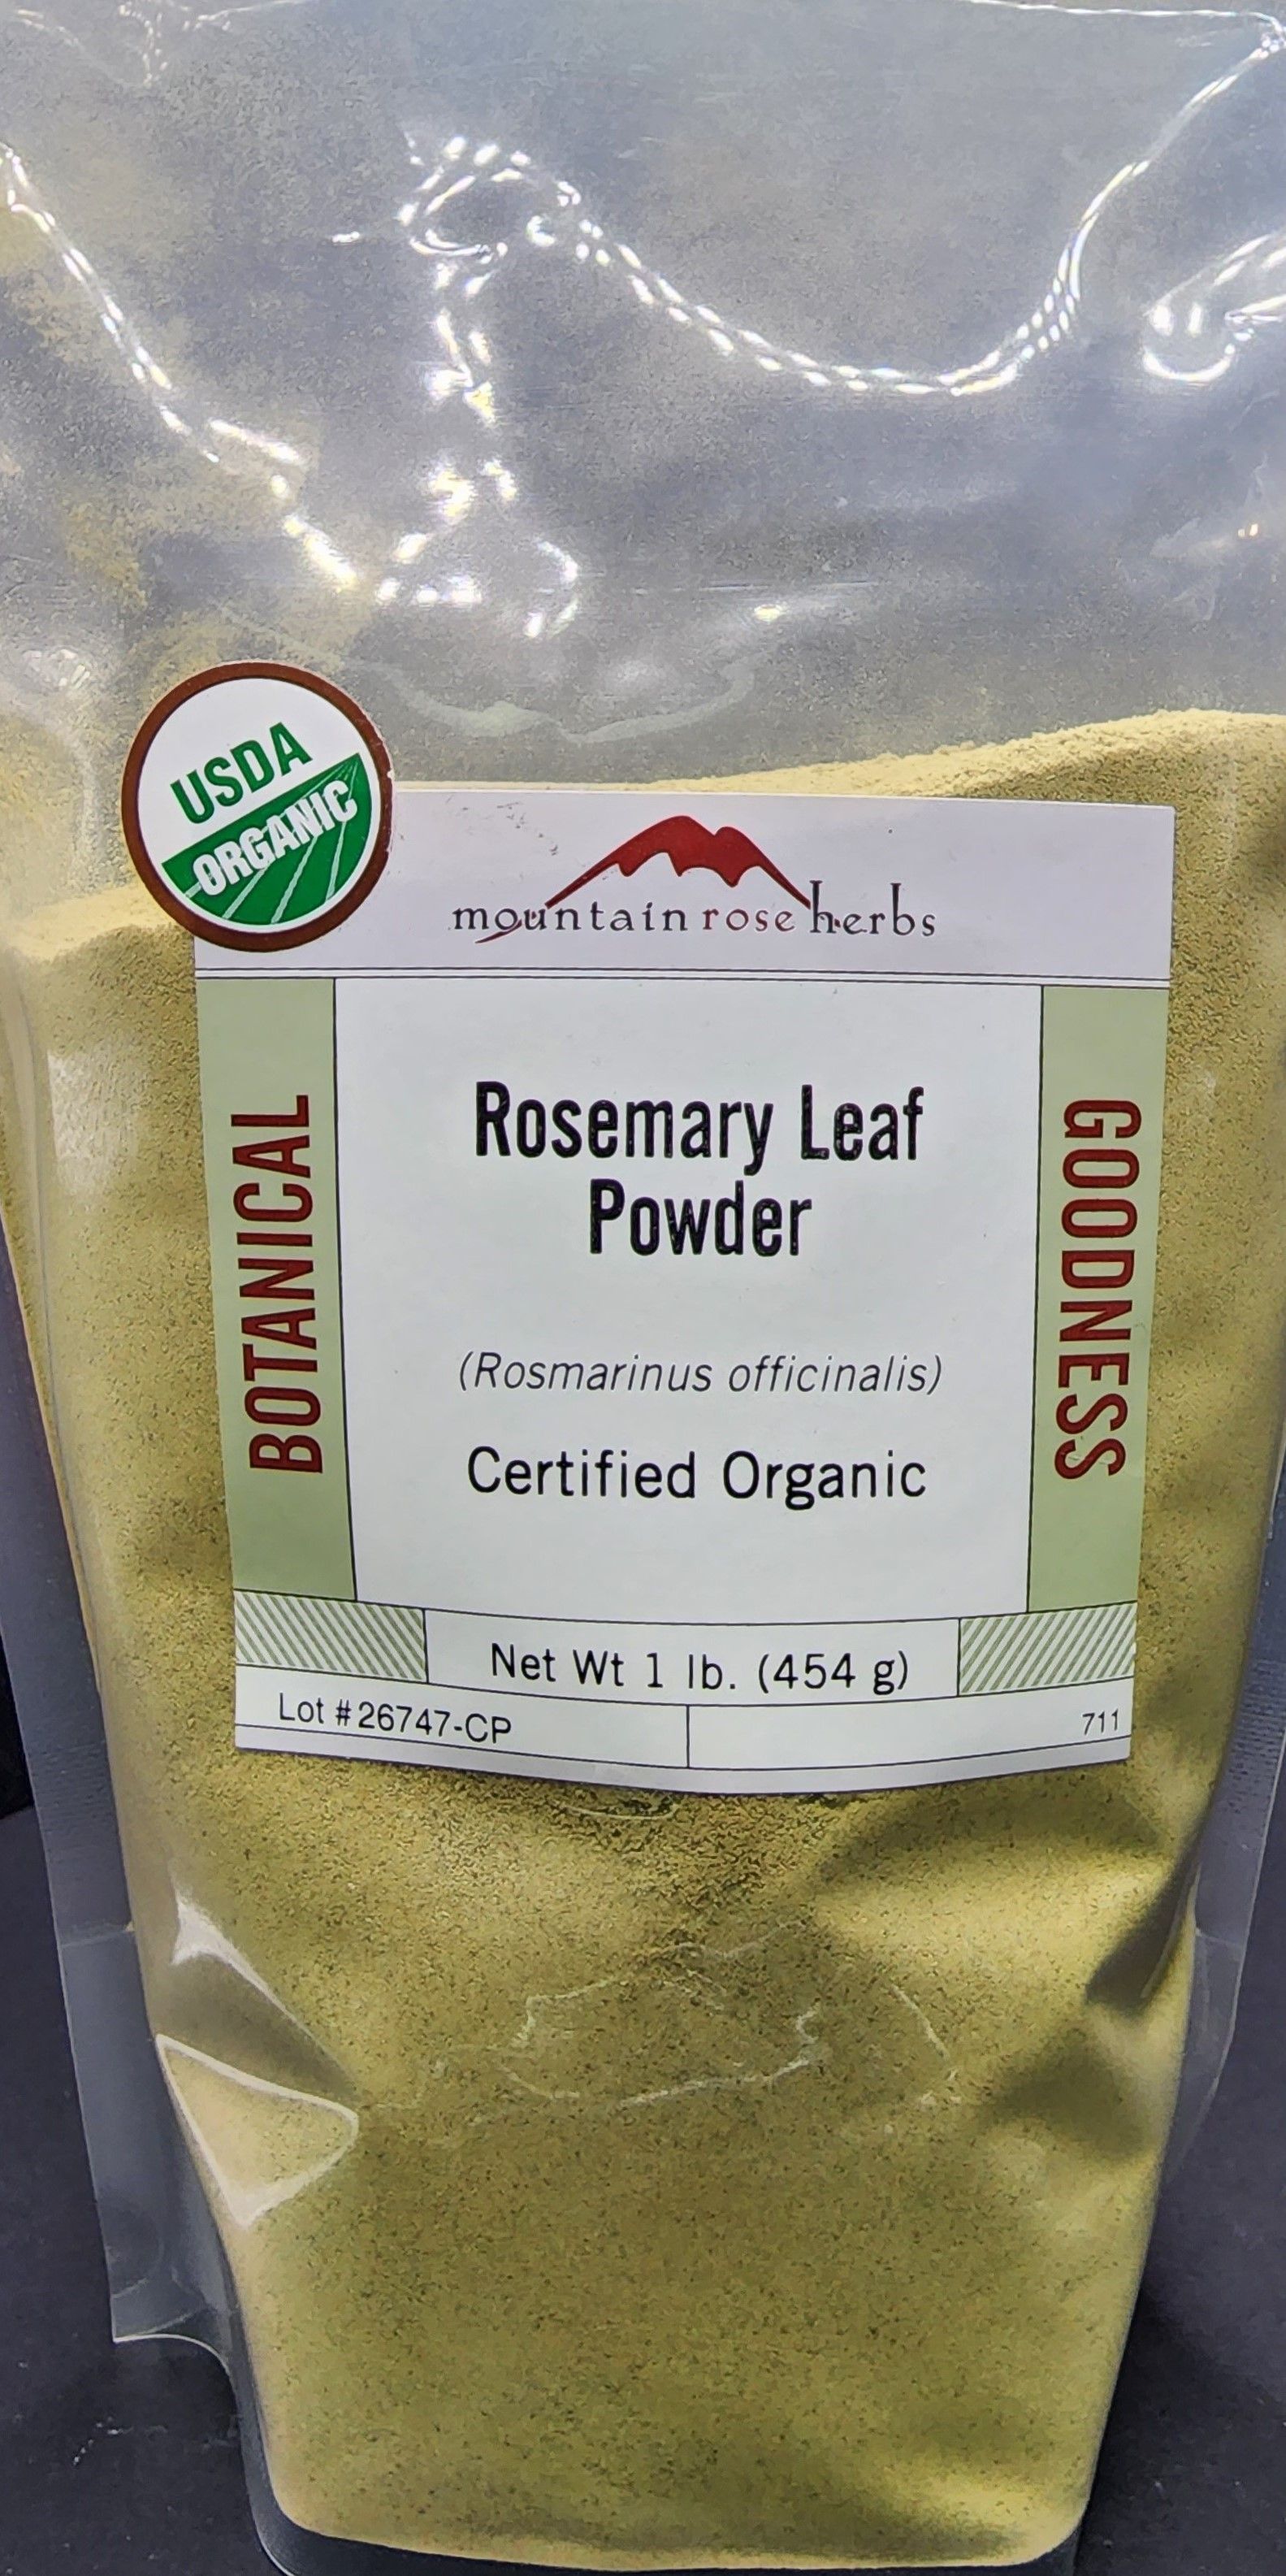 USDA
ORGANIC
mountain rose herbs
BOTANICAL
GOODNESS
Rosemary Leaf
Powder
(Rosmarinus officinalis)
Certified Organic
Net Wt 1 lb. (454 g)
Lot #26747-CP
711